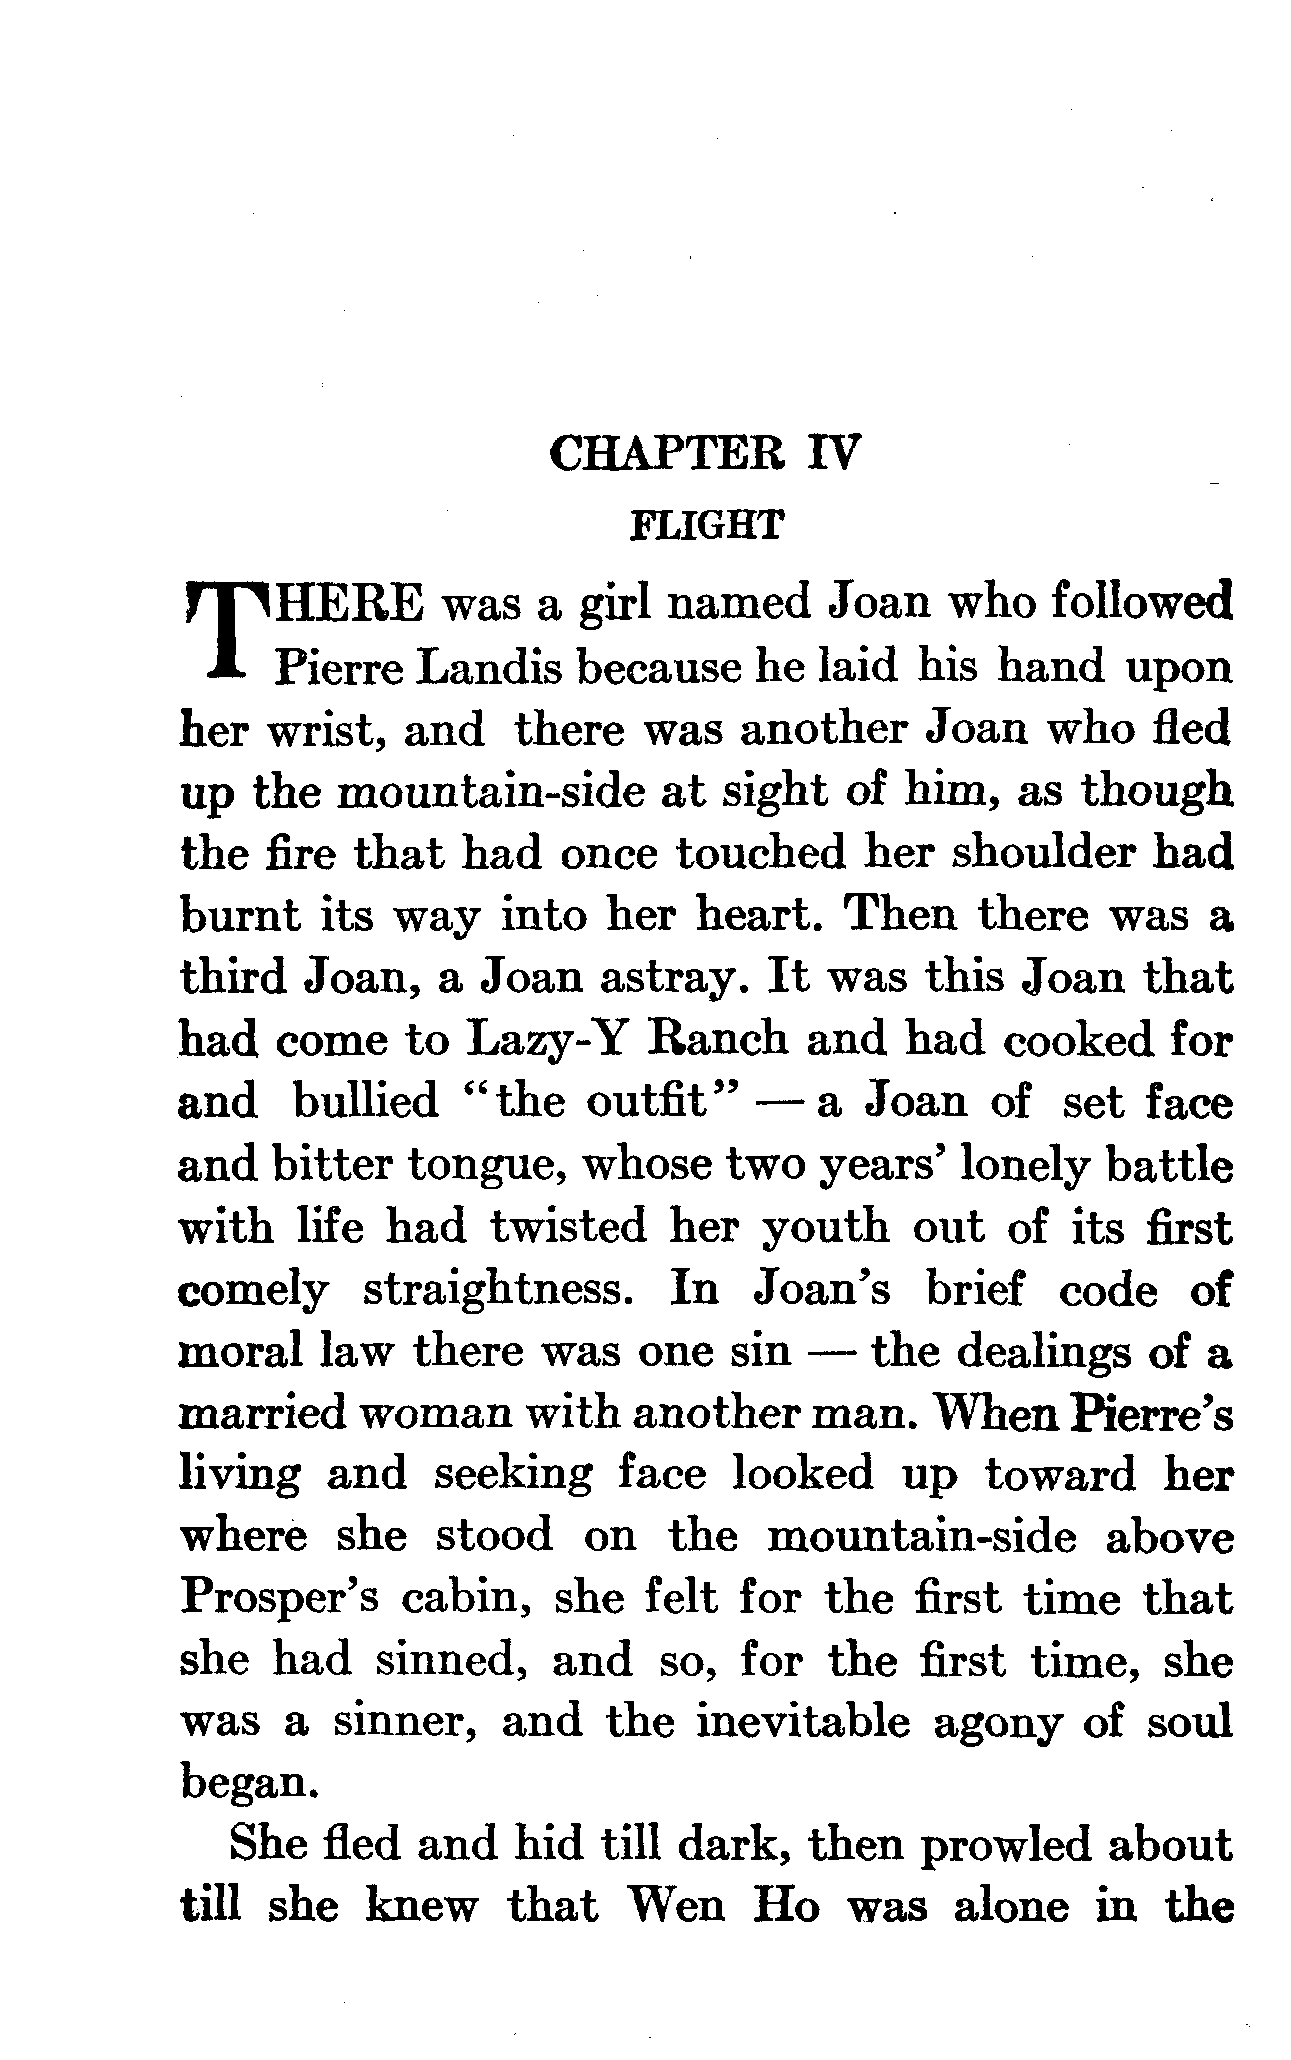 CHAPTER IV
FLIGHT
THERE was a girl named Joan who followed
Pierre Landis because he laid his hand upon
her wrist, and there was another Joan who fled
up the mountain-side at sight of him, as though
the fire that had once touched her shoulder had
burnt its way into her heart. Then there was a
third Joan, a Joan astray. It was this Joan that
had come to Lazy-Y Ranch and had cooked for
and bullied “the outfit” — a Joan of set face
and bitter tongue, whose two years’ lonely battle
with life had twisted her youth out of its first
comely straightness. In Joan’s brief code of
moral law there was one sin — the dealings of a
married woman with another man. When Pierre’s
living and seeking face looked up toward her
where she stood on the mountain-side above
Prosper’s cabin, she felt for the first time that
she had sinned, and so, for the first time, she
was a sinner, and the inevitable agony of soul
began.
She fled and hid till dark, then prowled about
till she knew that Wen Ho was alone in the